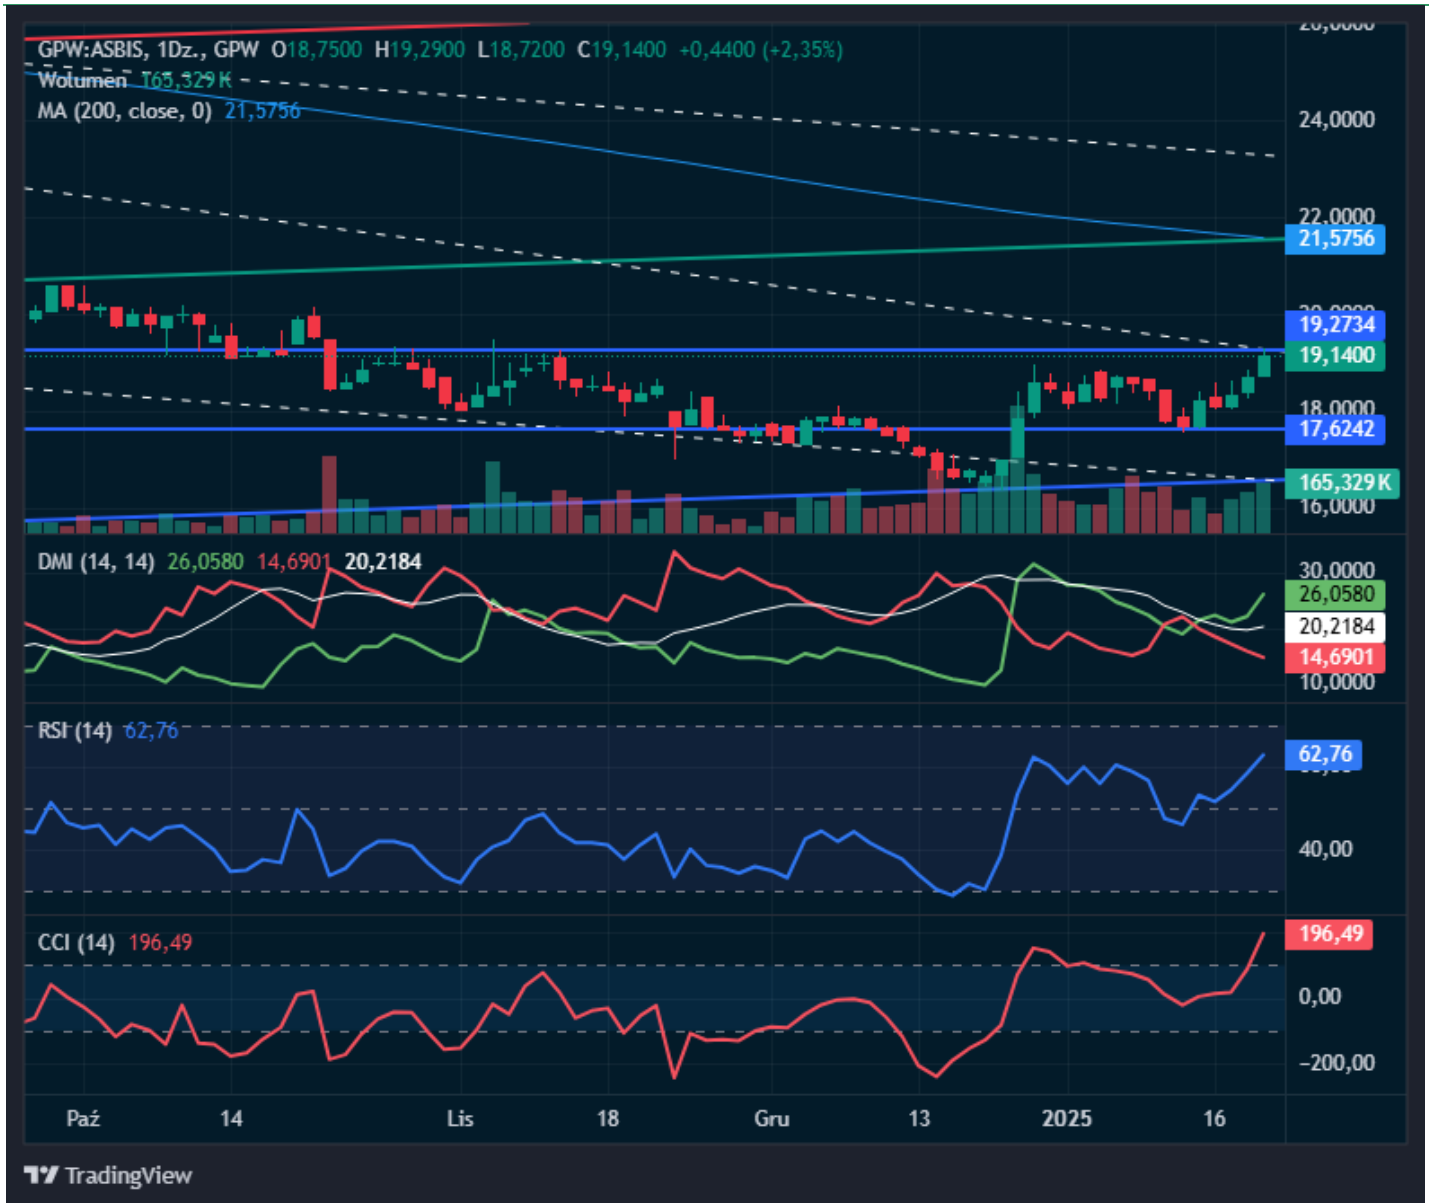 26,0000
GPW:ASBIS, 1Dz., GPW O18,7500 H19,2900 L18,7200 C19,1400 +0,4400 (+2,35%)
Wolumen 165,329 K
MA (200, close, 0) 21,5756
24,0000
22,0000
21,5756
20,0000
19,2734
19,1400
18,0000
17,6242
165,329 K
16,0000
DMI (14, 14) 26,0580 14,6901 20,2184
30,0000
26,0580
20,2184
14,6901
10,0000
RSI (14) 62,76
62,76
40,00
CCI (14) 196,49
196,49
0,00
−200,00
Paź 14 Lis 18 Gru 13 2025 16
TradingView